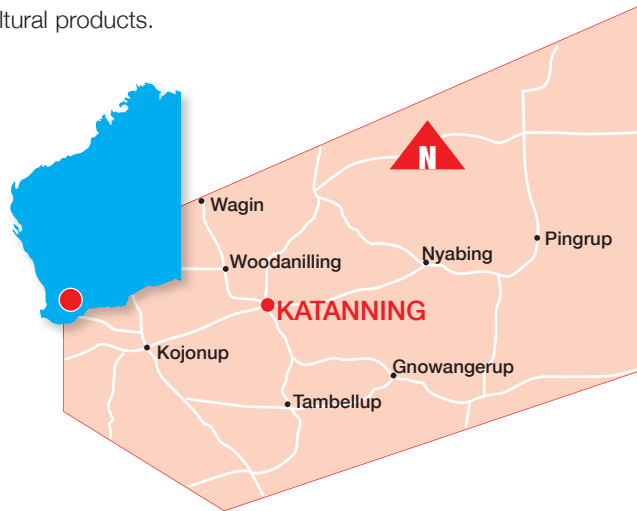 ltural products.
N
Wagin
Pingrup
Nyabing
Woodanilling
KATANNING
Kojonup
Gnowangerup
Tambellup